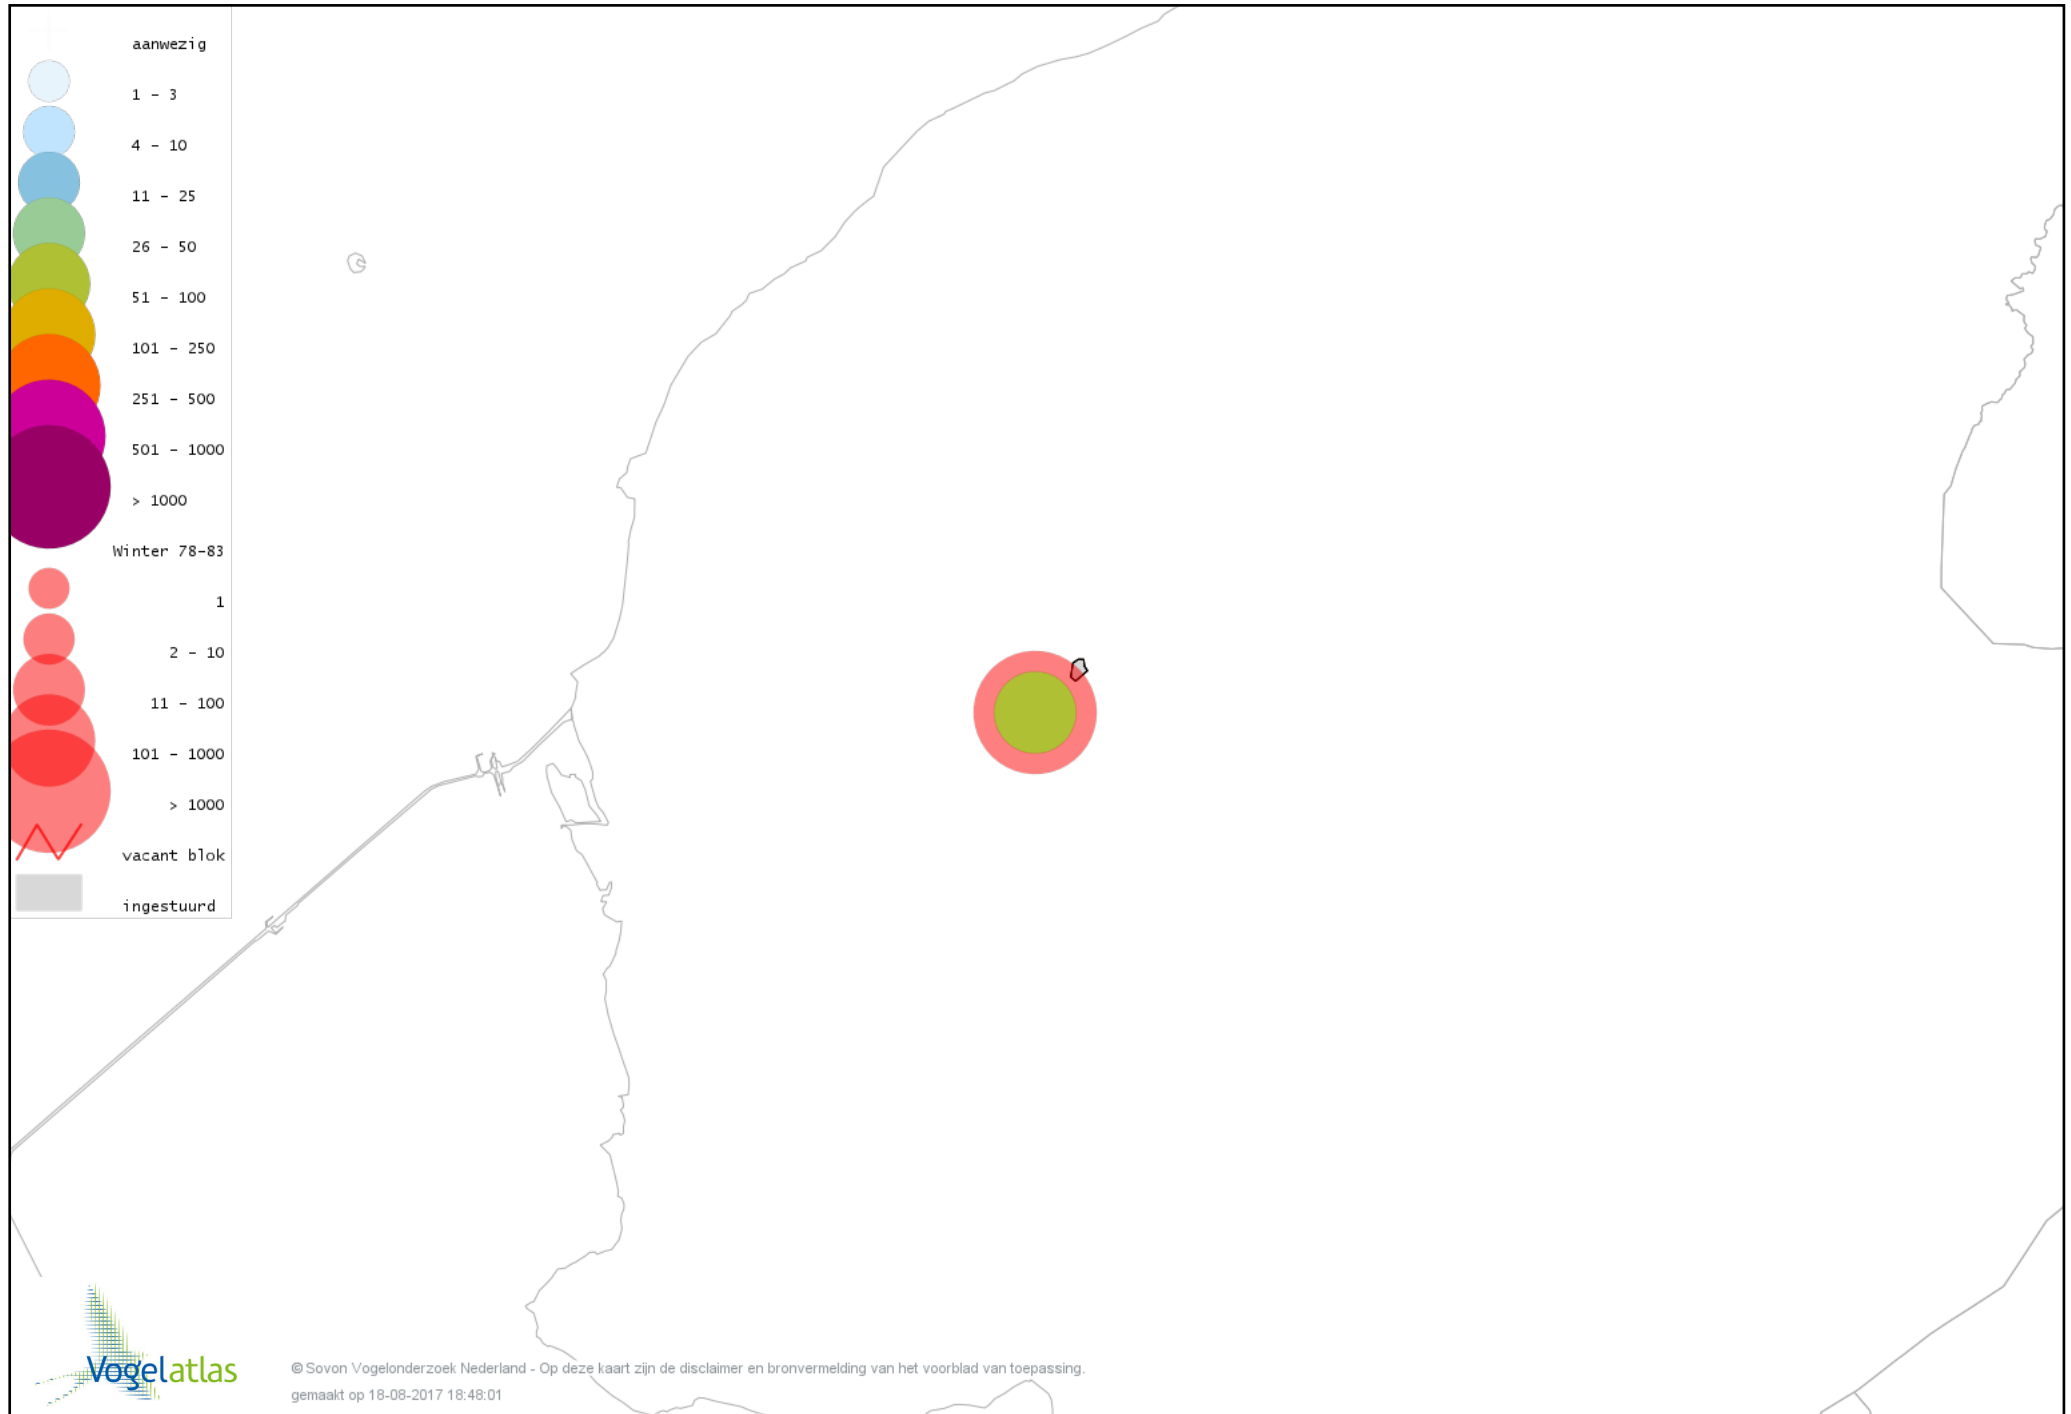 aanwezig
1 - 3
4 - 10
11 - 25
26 - 50
51 - 100
101 - 250
251 - 500
501 - 1000
> 1000
Winter 78-83
1
2 - 10
11 - 100
101 - 1000
> 1000
vacant blok
ingestuurd
Vogelatlas
© Sovon Vogelonderzoek Nederland - Op deze kaart zijn de disclaimer en bronvermelding van het voorblad van toepassing.
gemaakt op 18-08-2017 18:48:01